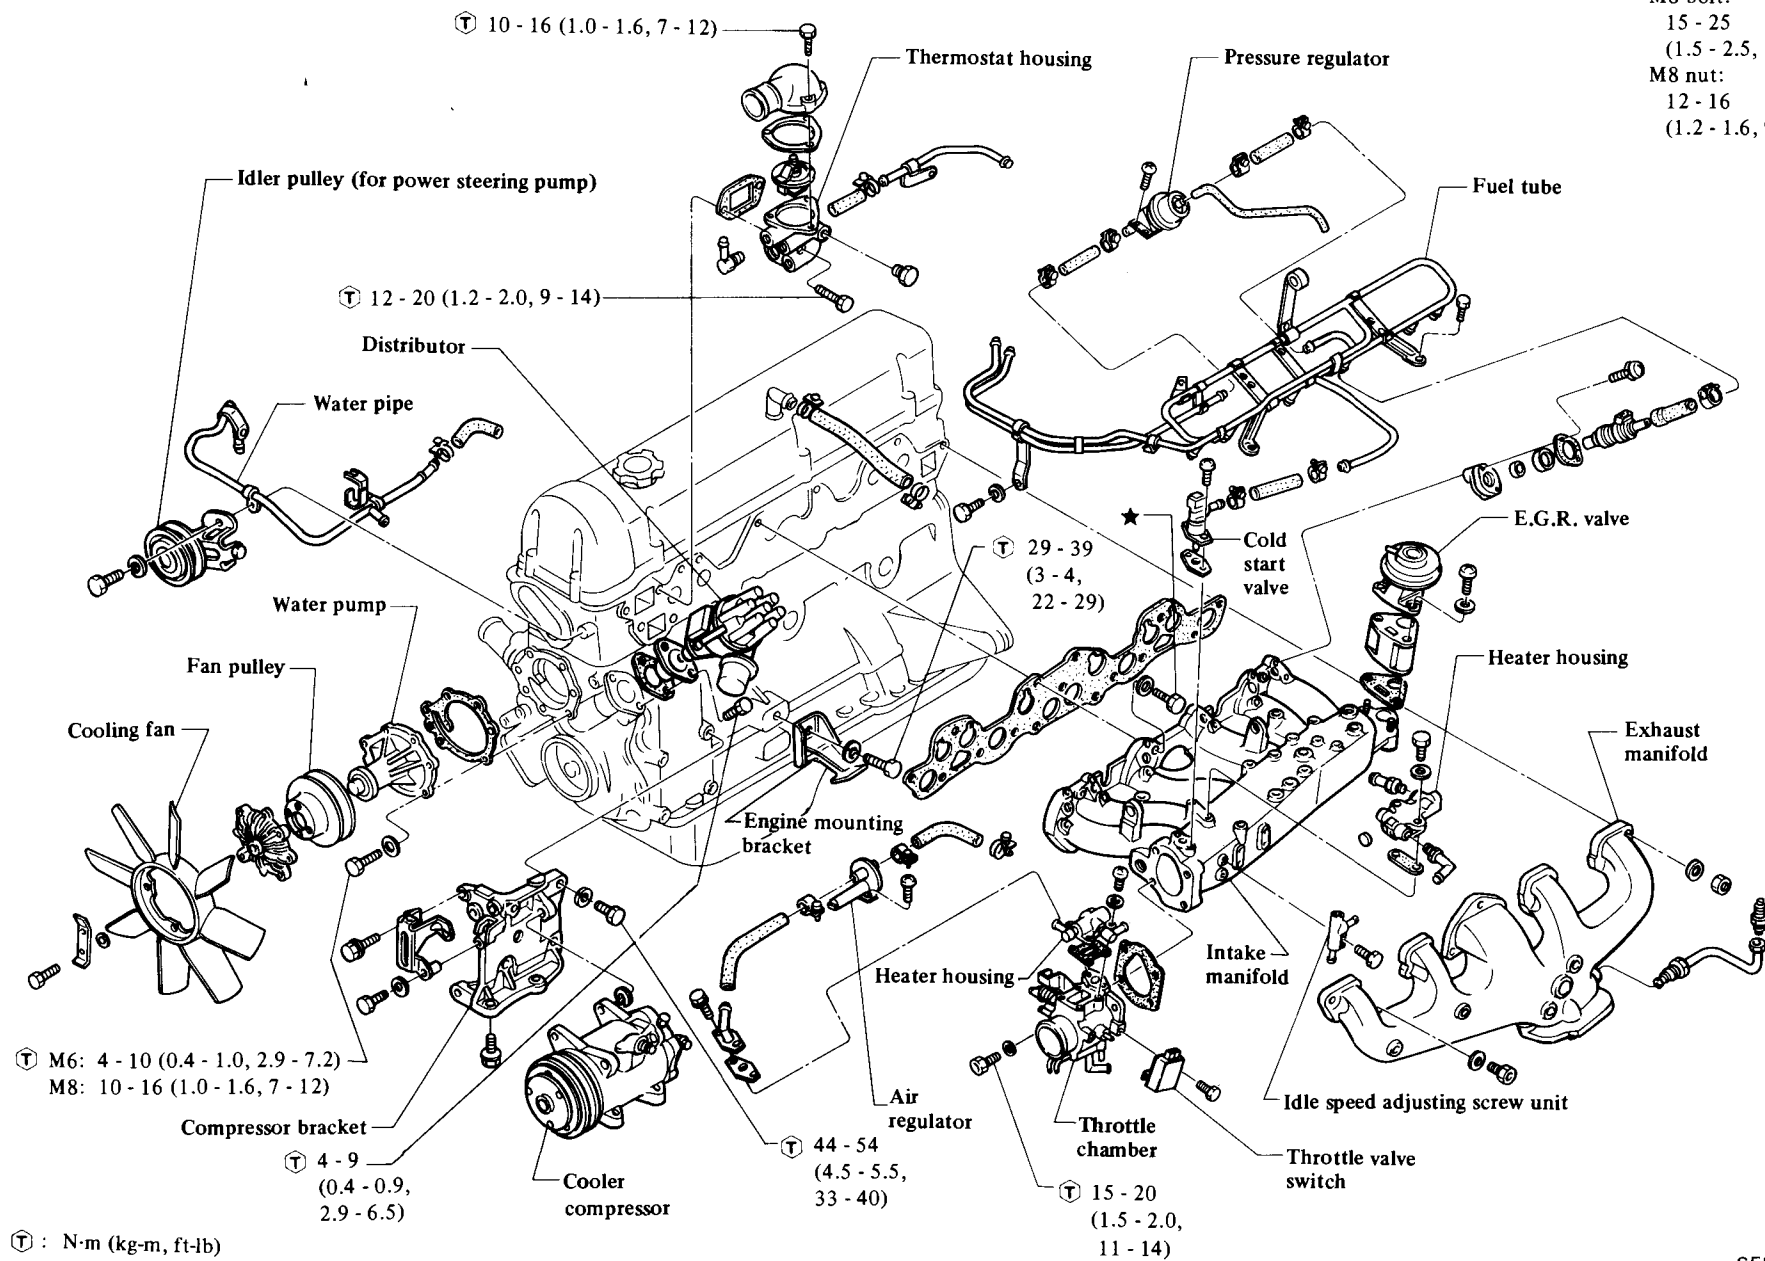 T 10 - 16 (1.0 - 1.6, 7 - 12)
Thermostat housing
Pressure regulator
15 - 25
(1.5 - 2.5,
M8 nut:
12 - 16
(1.2 - 1.6,
Idler pulley (for power steering pump)
Fuel tube
T 12 - 20 (1.2 - 2.0, 9 - 14)
Distributor
Water pipe
★
T 29 - 39
(3 - 4,
22 - 29)
Cold
start
valve
E.G.R. valve
Water pump
Fan pulley
Heater housing
Cooling fan
Exhaust
manifold
Engine mounting
bracket
Heater housing
Intake
manifold
T M6: 4 - 10 (0.4 - 1.0, 2.9 - 7.2)
M8: 10 - 16 (1.0 - 1.6, 7 - 12)
Compressor bracket
T 4 - 9
(0.4 - 0.9,
2.9 - 6.5)
Cooler
compressor
Air
regulator
T 44 - 54
(4.5 - 5.5,
33 - 40)
Throttle
chamber
T 15 - 20
(1.5 - 2.0,
11 - 14)
Idle speed adjusting screw unit
Throttle valve
switch
T : N·m (kg-m, ft-lb)